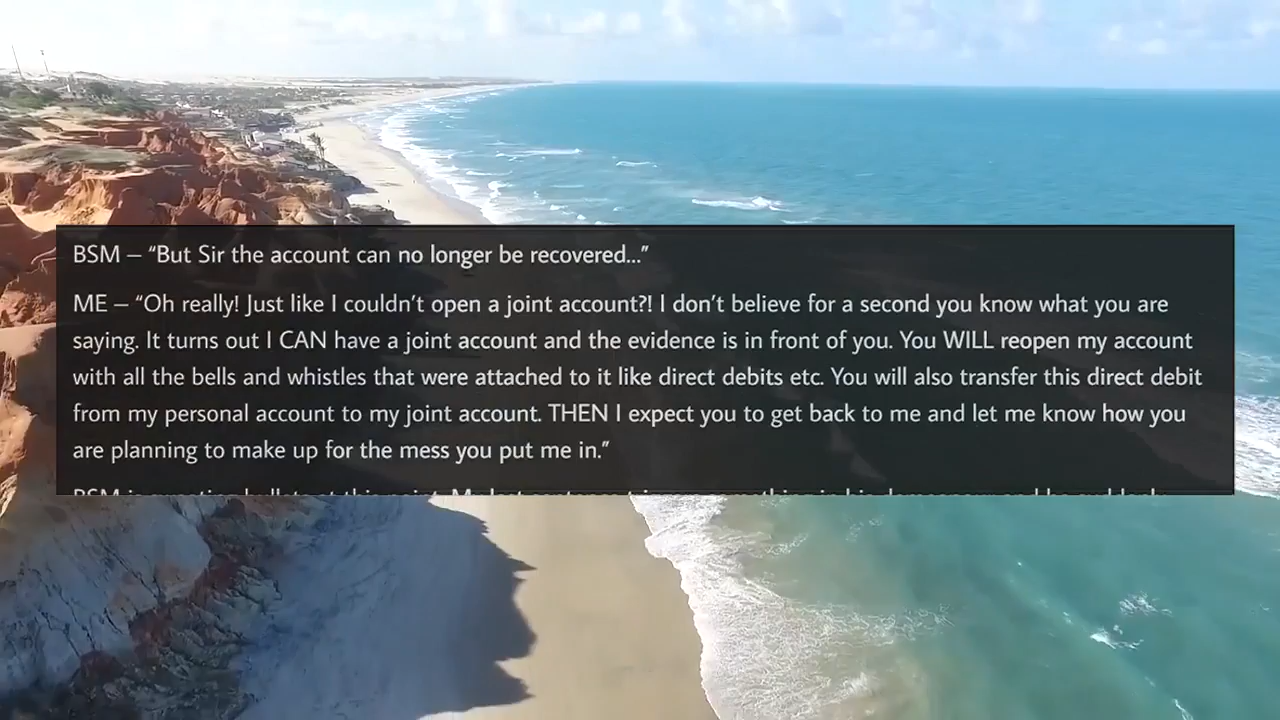 BSM – “But Sir the account can no longer be recovered...”
ME – “Oh really! Just like I couldn’t open a joint account?! I don’t believe for a second you know what you are
saying. It turns out I CAN have a joint account and the evidence is in front of you. You WILL reopen my account
with all the bells and whistles that were attached to it like direct debits etc. You will also transfer this direct debit
from my personal account to my joint account. THEN I expect you to get back to me and let me know how you
are planning to make up for the mess you put me in.”